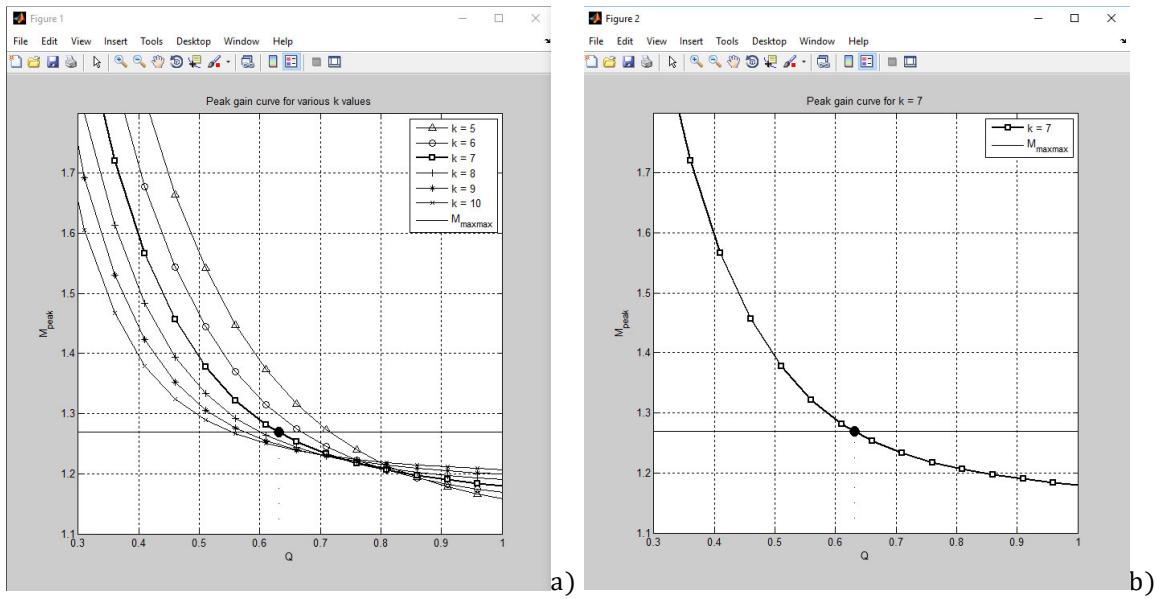 Figure 1
File Edit View Insert Tools Desktop Window Help
Peak gain curve for various k values
k = 5
k = 6
k = 7
k = 8
k = 9
k = 10
M_maxmax
1.7
1.6
1.5
1.4
1.3
1.2
1.1
M_peak
0.3 0.4 0.5 0.6 0.7 0.8 0.9 1
Q
a)
Figure 2
File Edit View Insert Tools Desktop Window Help
Peak gain curve for k = 7
k = 7
M_maxmax
1.7
1.6
1.5
1.4
1.3
1.2
1.1
M_peak
0.3 0.4 0.5 0.6 0.7 0.8 0.9 1
Q
b)